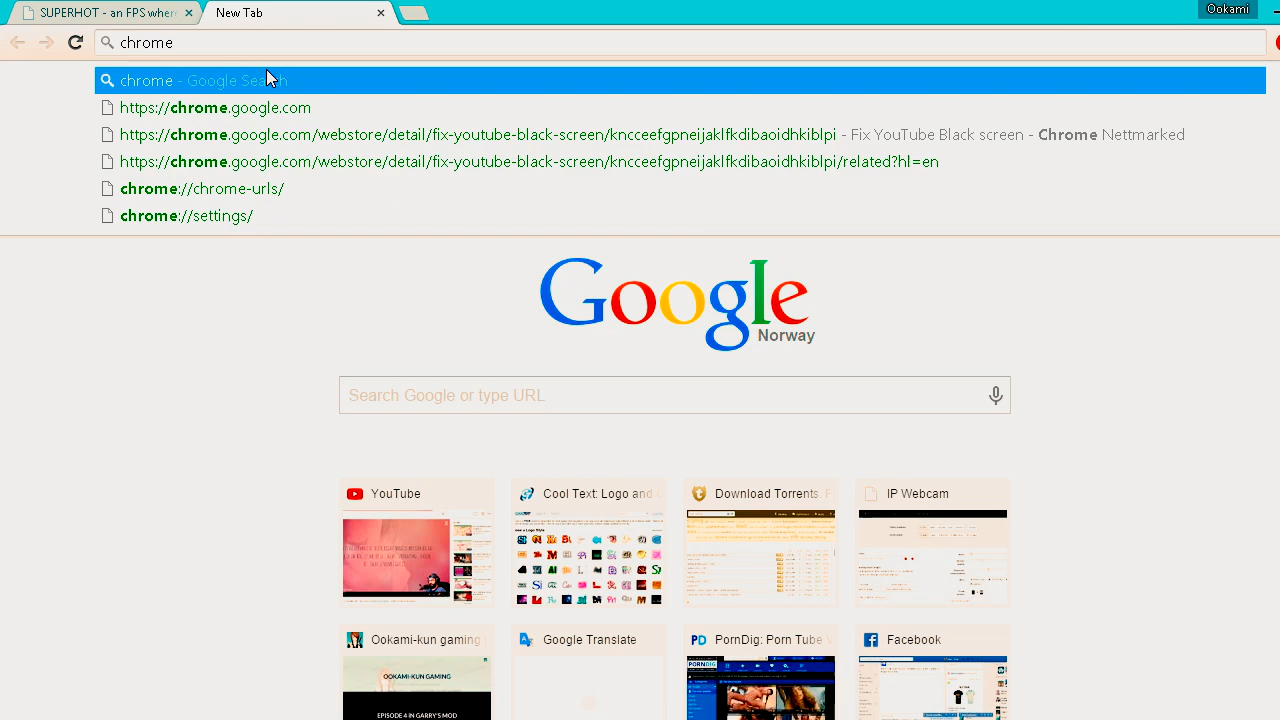 SUPERHOT - an FPS wher
New Tab
Ookami
chrome
chrome - Google Search
https://chrome.google.com
https://chrome.google.com/webstore/detail/fix-youtube-black-screen/kncceefgpneijaklfkdibaoidhkiblpi - Fix YouTube Black screen - Chrome Nettmarked
https://chrome.google.com/webstore/detail/fix-youtube-black-screen/kncceefgpneijaklfkdibaoidhkiblpi/related?hl=en
chrome://chrome-urls/
chrome://settings/
Google
Norway
Search Google or type URL
YouTube
Cool Text: Logo and
Download Torrents.
IP Webcam
Ookami-kun gaming
Google Translate
PD PornDig: Porn Tube
Facebook
OOKAMI-KUN GAMING
EPISODE 4 IN GARRY'S MOD
PORNDIG